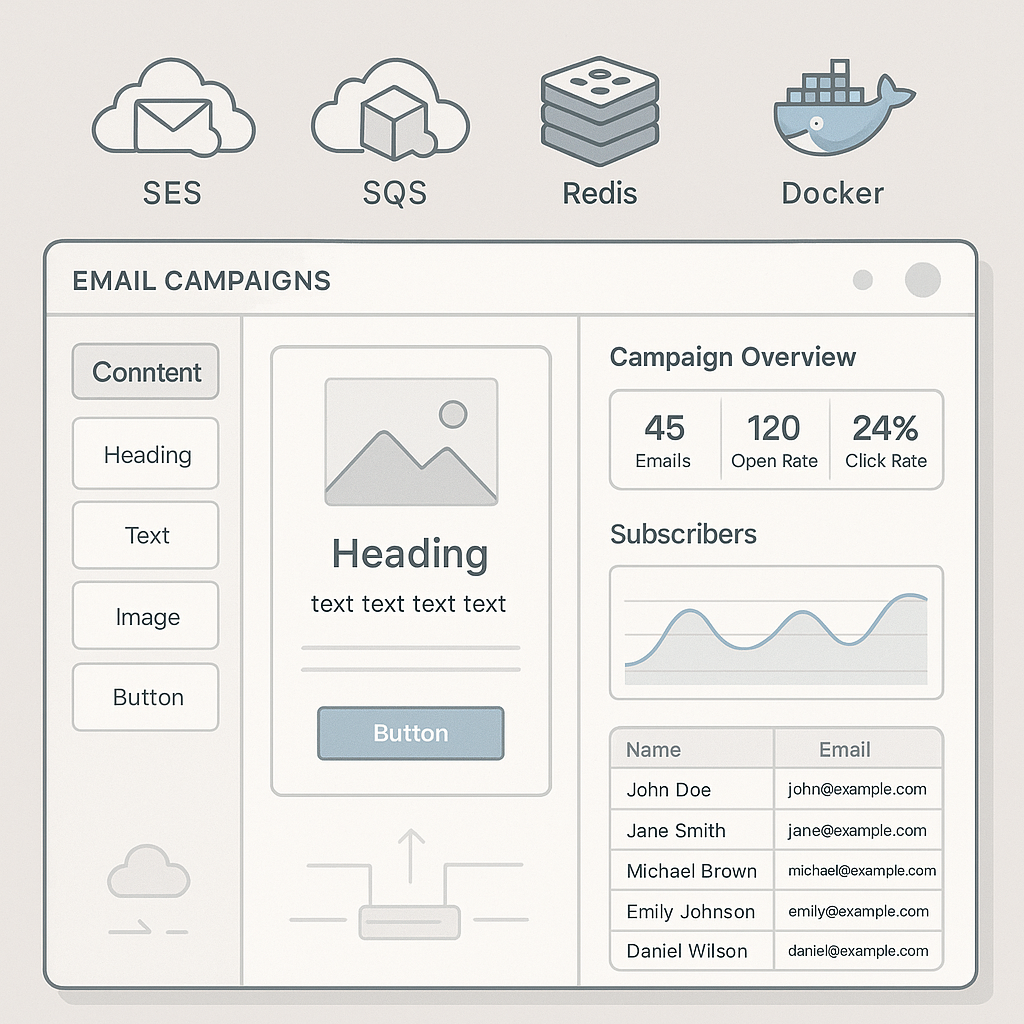 SES
SQS
Redis
Docker
EMAIL CAMPAIGNS
Conntent
Heading
Text
Image
Button
Heading
text text text text
Button
Campaign Overview
45
Emails
120
Open Rate
24%
Click Rate
Subscribers
Name Email
John Doe john@example.com
Jane Smith jane@example.com
Michael Brown michael@example.com
Emily Johnson emily@example.com
Daniel Wilson daniel@example.com